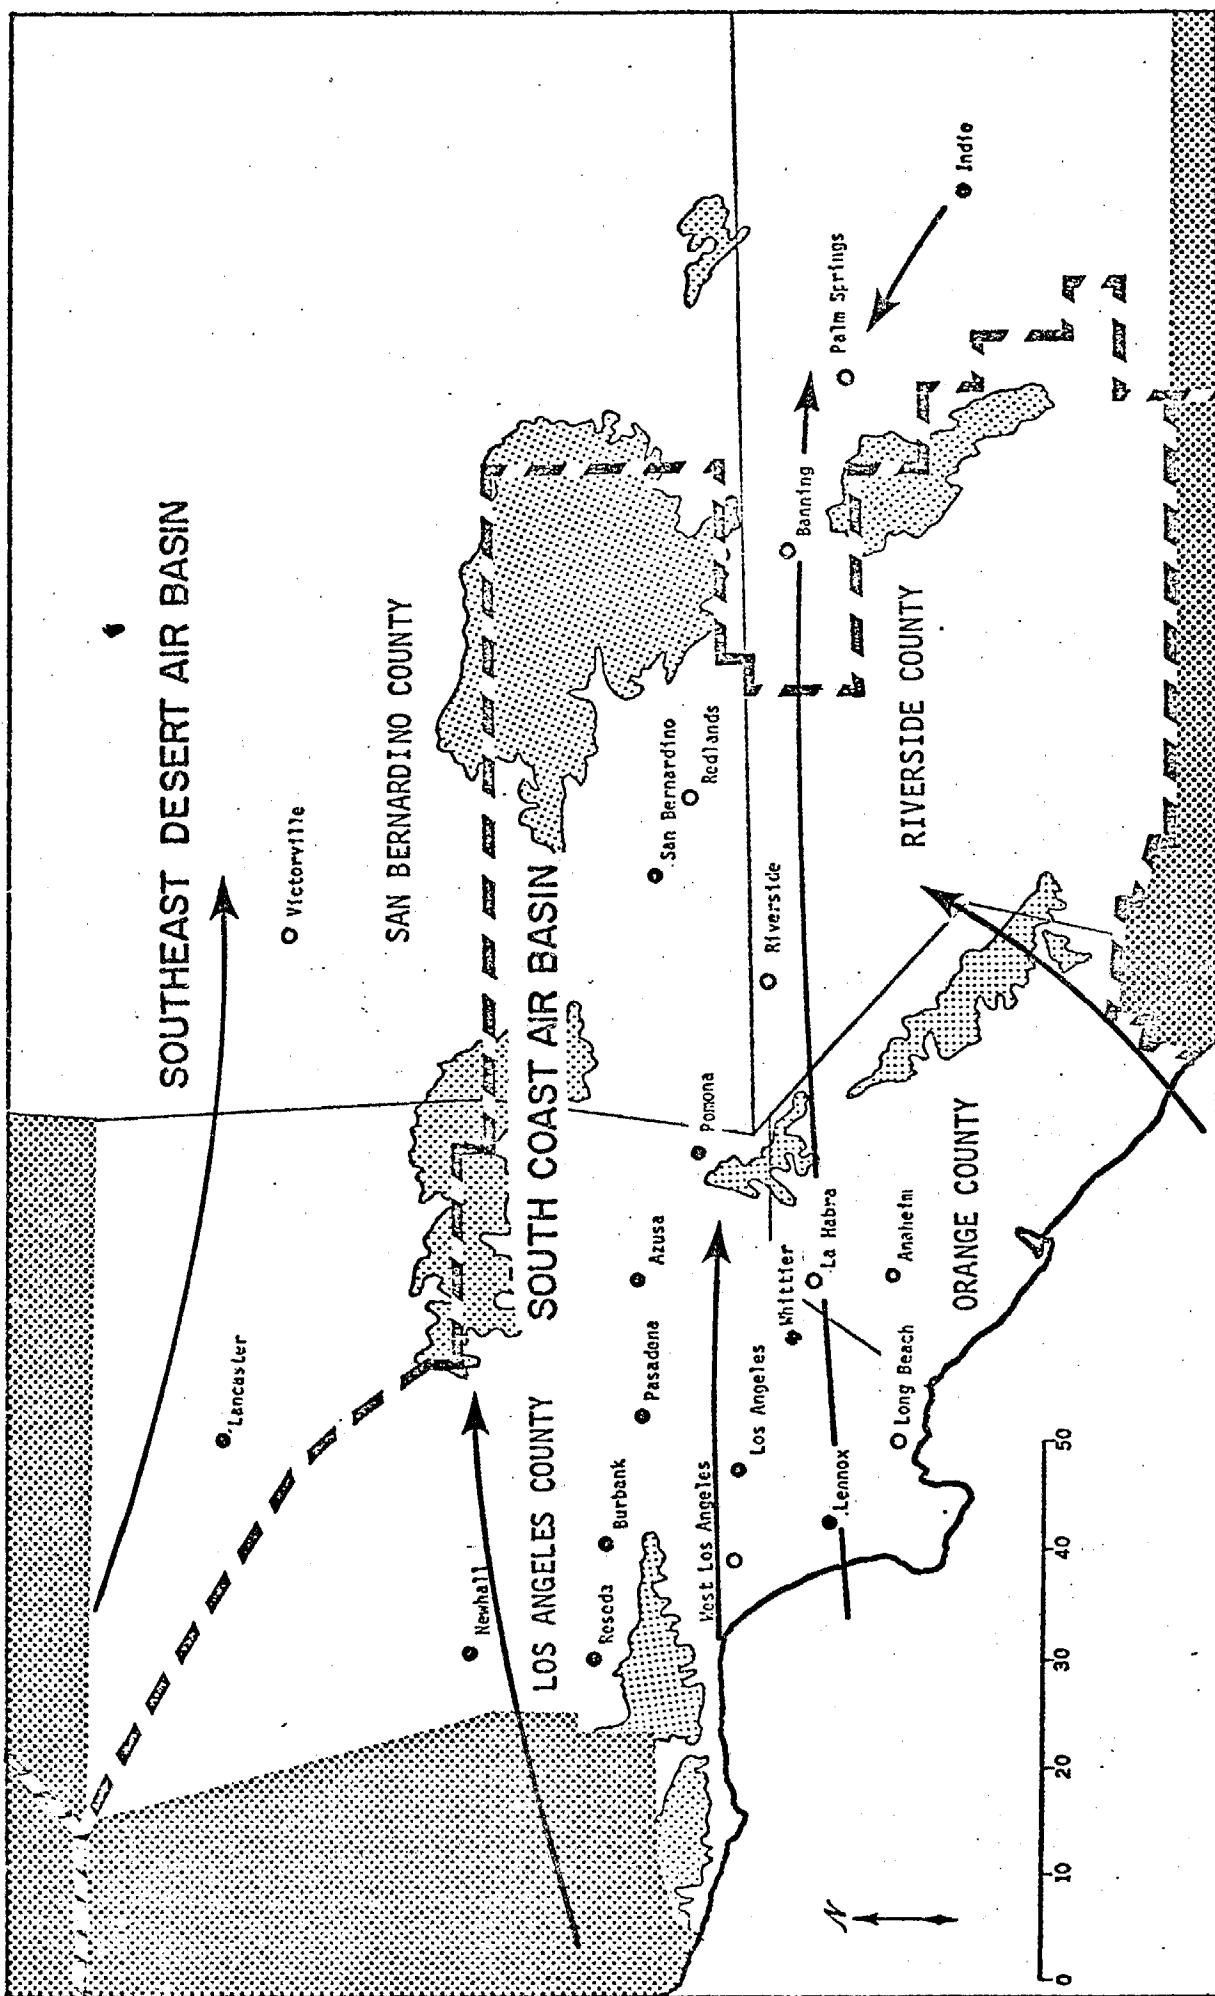 SOUTHEAST DESERT AIR BASIN
Lancaster
Victorville
SAN BERNARDINO COUNTY
Newhall
LOS ANGELES COUNTY
SOUTH COAST AIR BASIN
Reseda
Burbank
Pasadena
Azusa
Pomona
San Bernardino
Redlands
West Los Angeles
Los Angeles
Whittier
Riverside
Banning
Palm Springs
Lennox
La Habra
Long Beach
Anaheim
ORANGE COUNTY
RIVERSIDE COUNTY
Indio
N
0 10 20 30 40 50